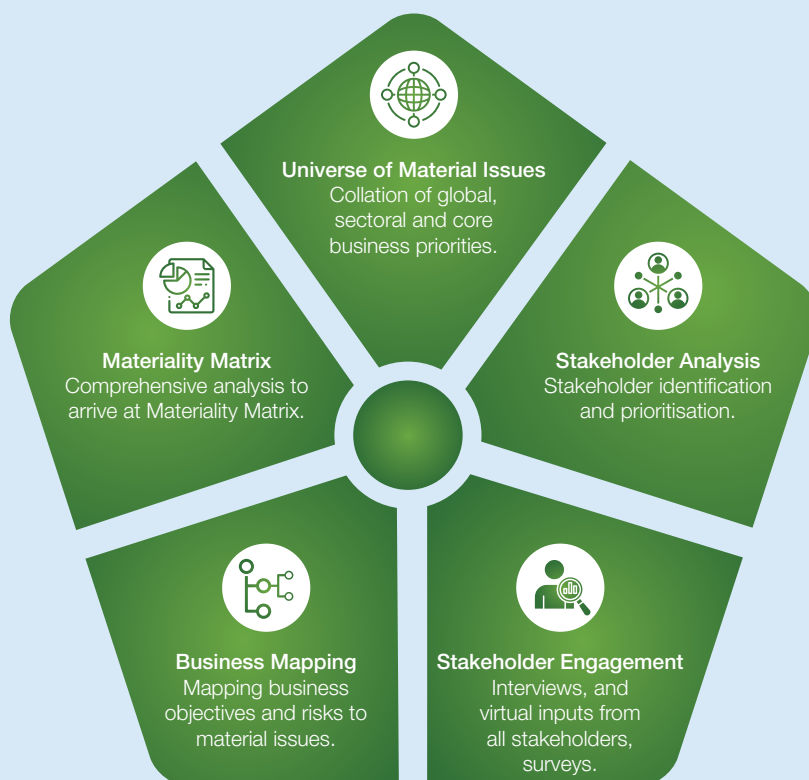 Universe of Material Issues
Collation of global,
sectoral and core
business priorities.
Stakeholder Analysis
Stakeholder identification
and prioritisation.
Stakeholder Engagement
Interviews, and
virtual inputs from
all stakeholders,
surveys.
Business Mapping
Mapping business
objectives and risks to
material issues.
Materiality Matrix
Comprehensive analysis to
arrive at Materiality Matrix.